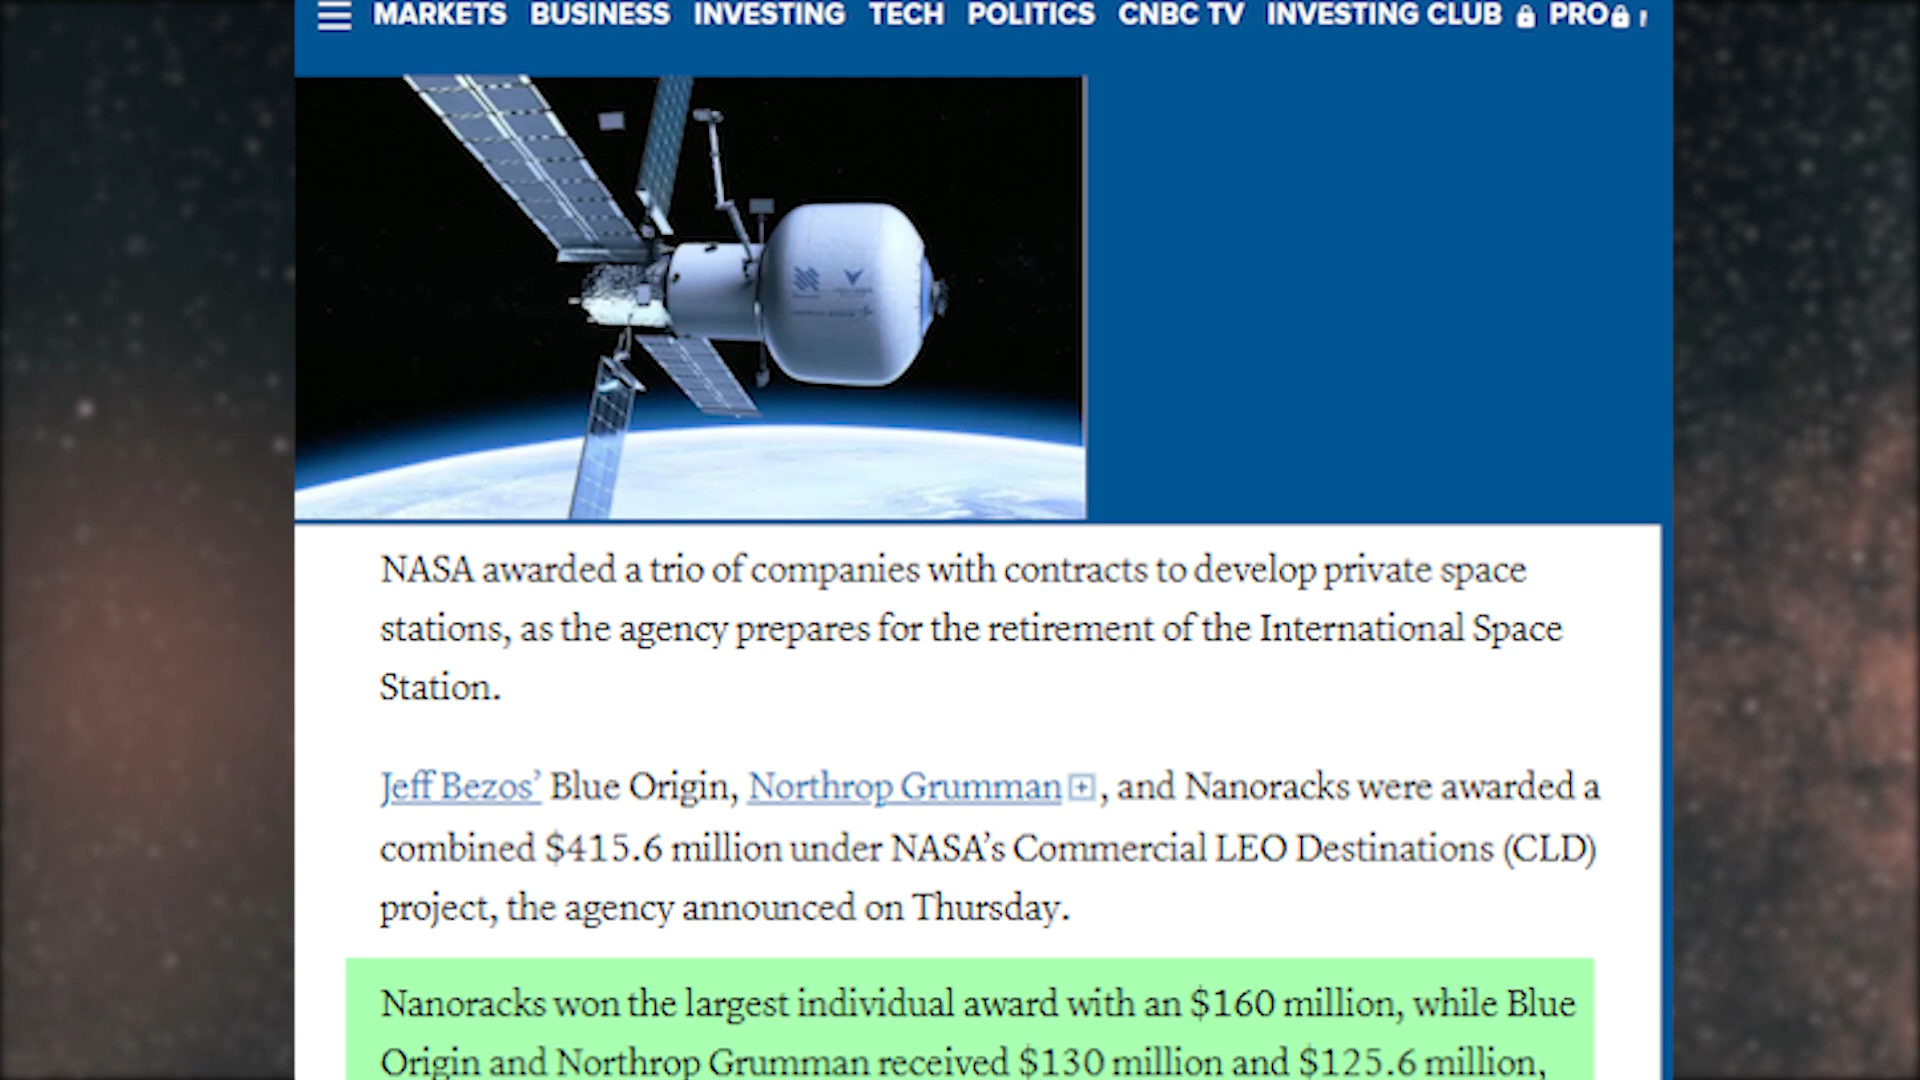 MARKETS BUSINESS INVESTING TECH POLITICS CNBC TV INVESTING CLUB PRO
NASA awarded a trio of companies with contracts to develop private space
stations, as the agency prepares for the retirement of the International Space
Station.
Jeff Bezos’ Blue Origin, Northrop Grumman, and Nanoracks were awarded a
combined $415.6 million under NASA’s Commercial LEO Destinations (CLD)
project, the agency announced on Thursday.
Nanoracks won the largest individual award with an $160 million, while Blue
Origin and Northrop Grumman received $130 million and $125.6 million,